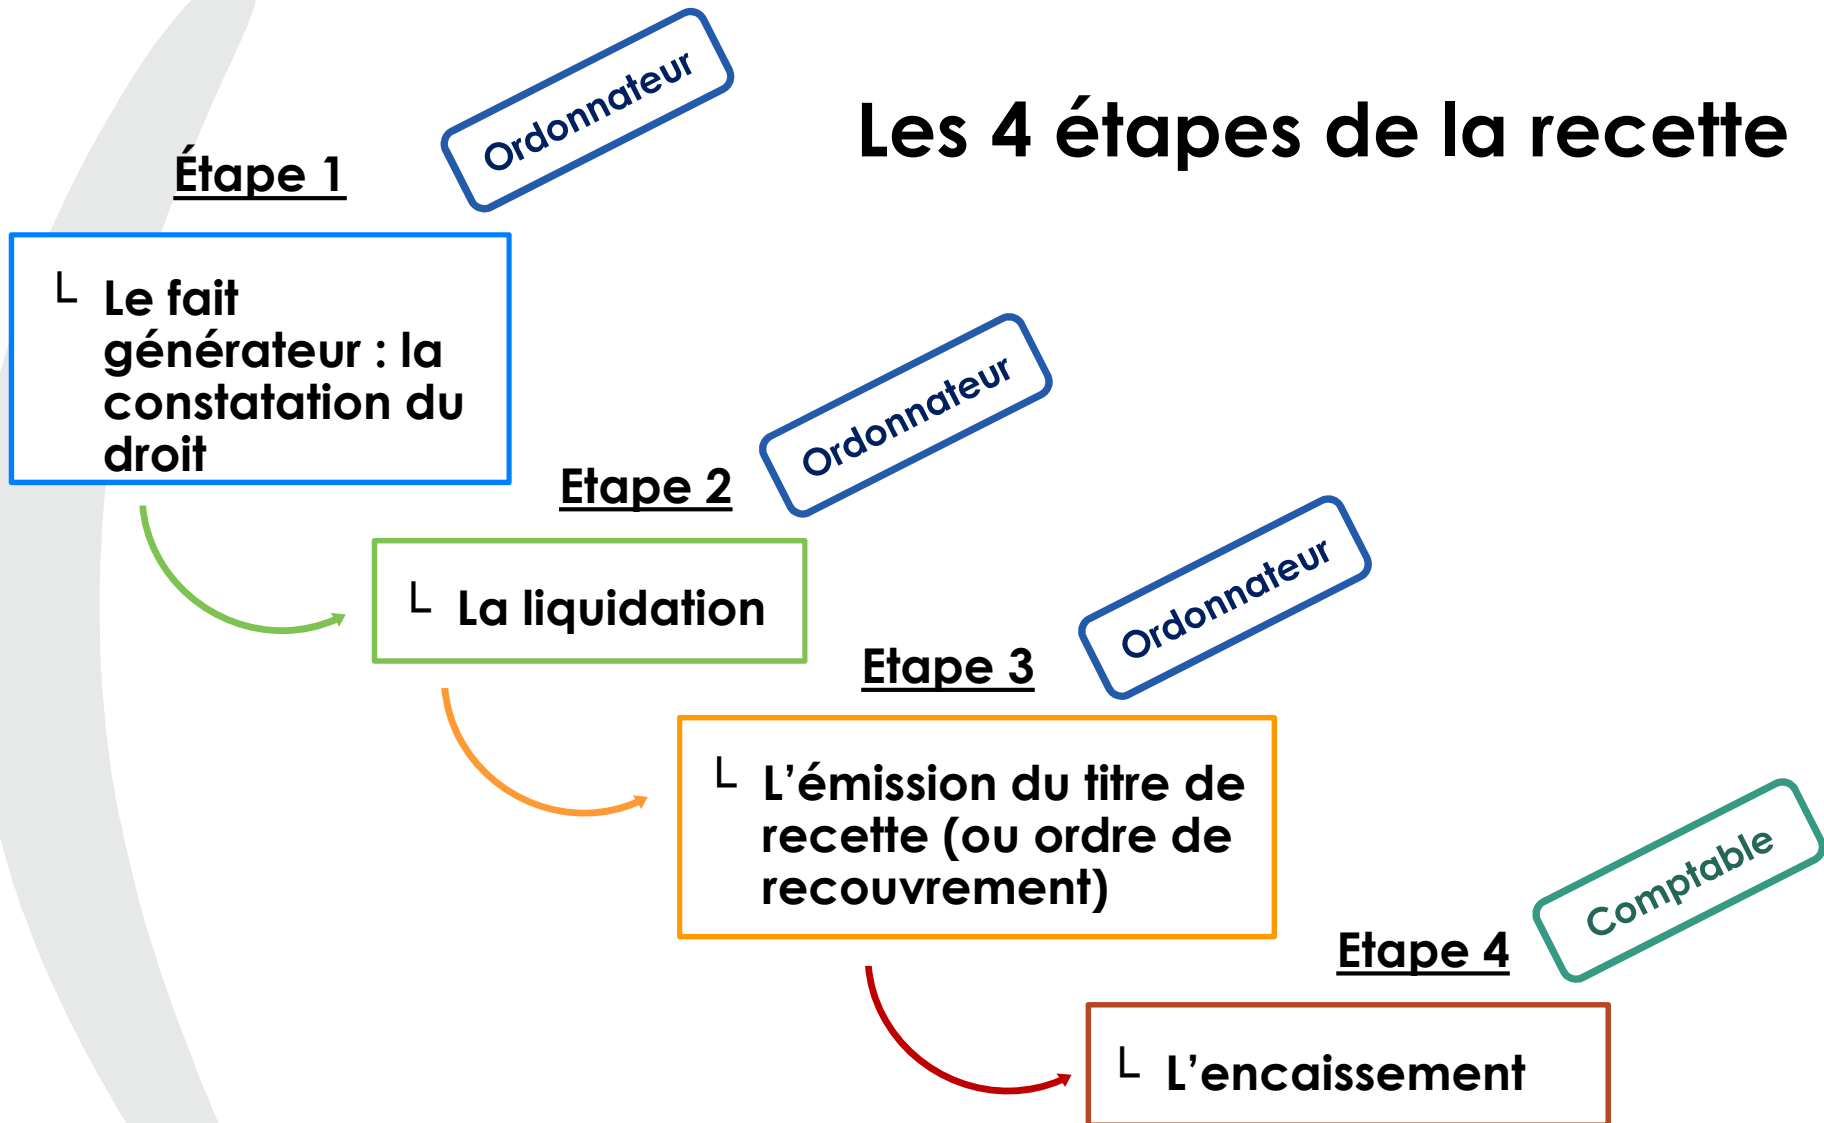 Les 4 étapes de la recette
Étape 1
Ordonnateur
└ Le fait
générateur : la
constatation du
droit
Etape 2
Ordonnateur
└ La liquidation
Etape 3
Ordonnateur
└ L’émission du titre de
recette (ou ordre de
recouvrement)
Etape 4
Comptable
└ L’encaissement